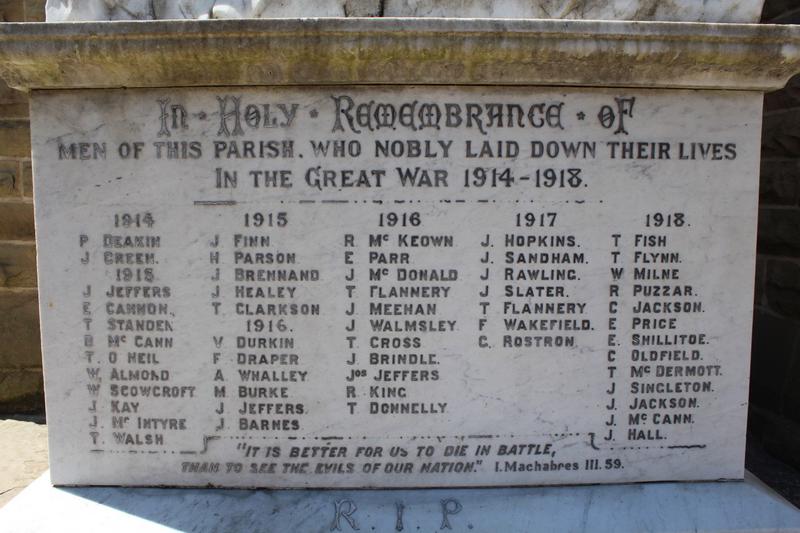 In Holy Remembrance of
MEN OF THIS PARISH. WHO NOBLY LAID DOWN THEIR LIVES
IN THE GREAT WAR 1914-1918.
1914
P DEAKIN
J GREEN.
1915
J JEFFERS
E CANNON.
T STANDEN
B Mc CANN
T. O NEIL
W. ALMOND
W SCOWCROFT
J. KAY
J. Mc INTYRE
T. WALSH
1915
J FINN
H PARSON
J BRENNAND
J HEALEY
T. CLARKSON
1916.
V DURKIN
F DRAPER
A. WHALLEY
M. BURKE
J JEFFERS.
J. BARNES
1916
R Mc KEOWN
E PARR
J Mc DONALD
T FLANNERY
J. MEEHAN
J WALMSLEY
T. CROSS
J. BRINDLE.
Jos JEFFERS
R. KING
T DONNELLY
1917
J. HOPKINS.
J. SANDHAM.
J RAWLING.
J SLATER.
T FLANNERY
F WAKEFIELD.
G. ROSTRON
1918.
T FISH
T FLYNN.
W MILNE
R PUZZAR.
C JACKSON.
E PRICE
E. SHILLITOE.
C OLDFIELD.
T Mc DERMOTT.
J SINGLETON.
J. JACKSON.
J. Mc CANN.
J. HALL.
"IT IS BETTER FOR US TO DIE IN BATTLE,
THAN TO SEE THE EVILS OF OUR NATION." I. Machabees III. 59.
R. I. P.